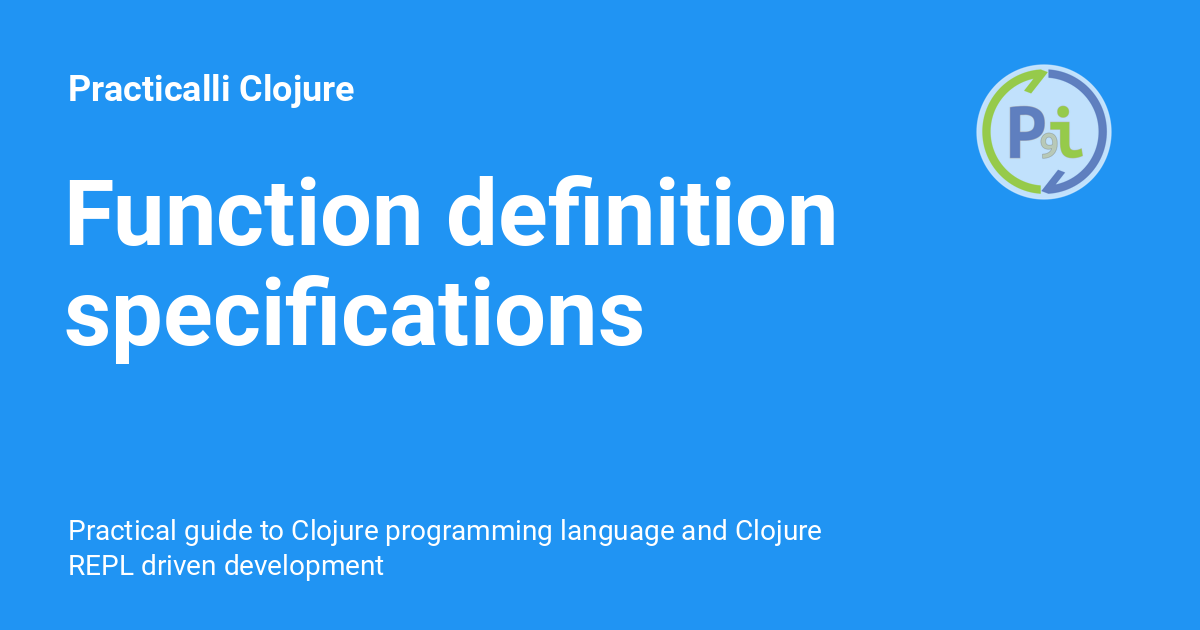 Practicalli Clojure
P9i
Function definition
specifications
Practical guide to Clojure programming language and Clojure
REPL driven development